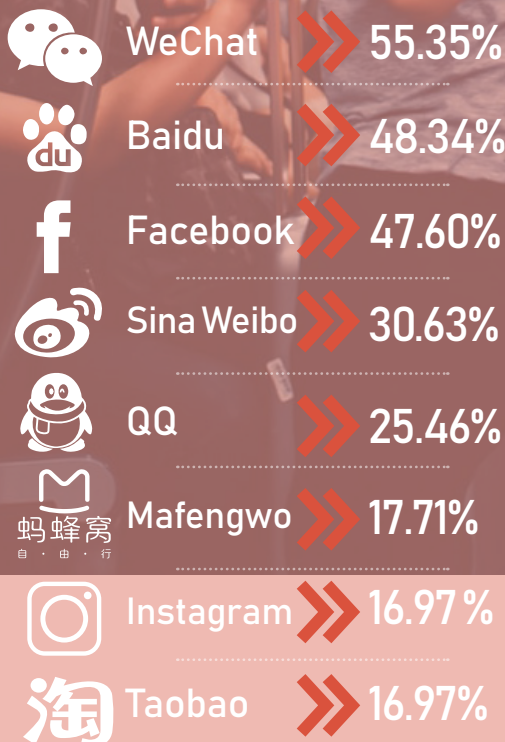 WeChat 55.35%
du
Baidu 48.34%
f
Facebook 47.60%
Sina Weibo 30.63%
QQ 25.46%
Mafengwo 17.71%
蚂蜂窝
自·由·行
Instagram 16.97%
淘
Taobao 16.97%